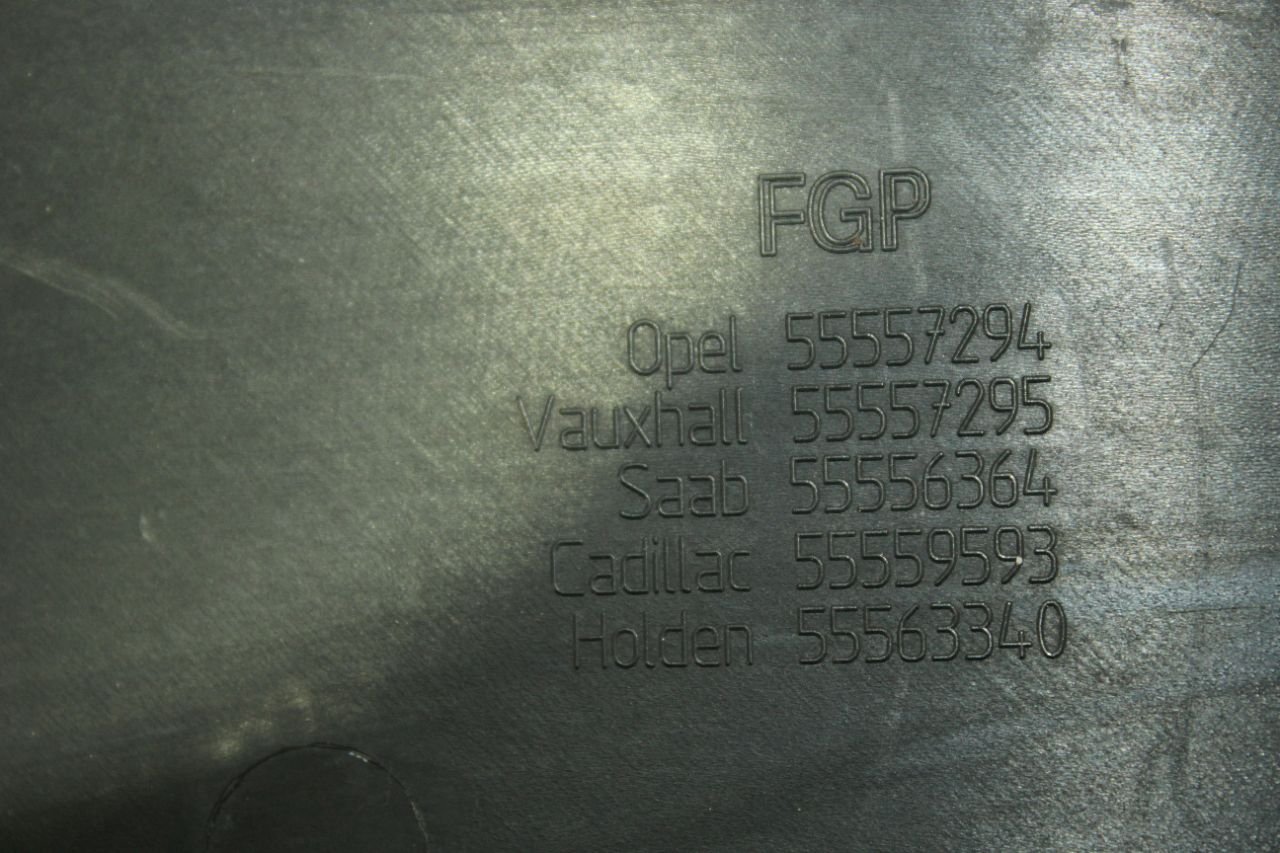 FGP
Opel 55557294
Vauxhall 55557295
Saab 55556364
Cadillac 55559593
Holden 55563340